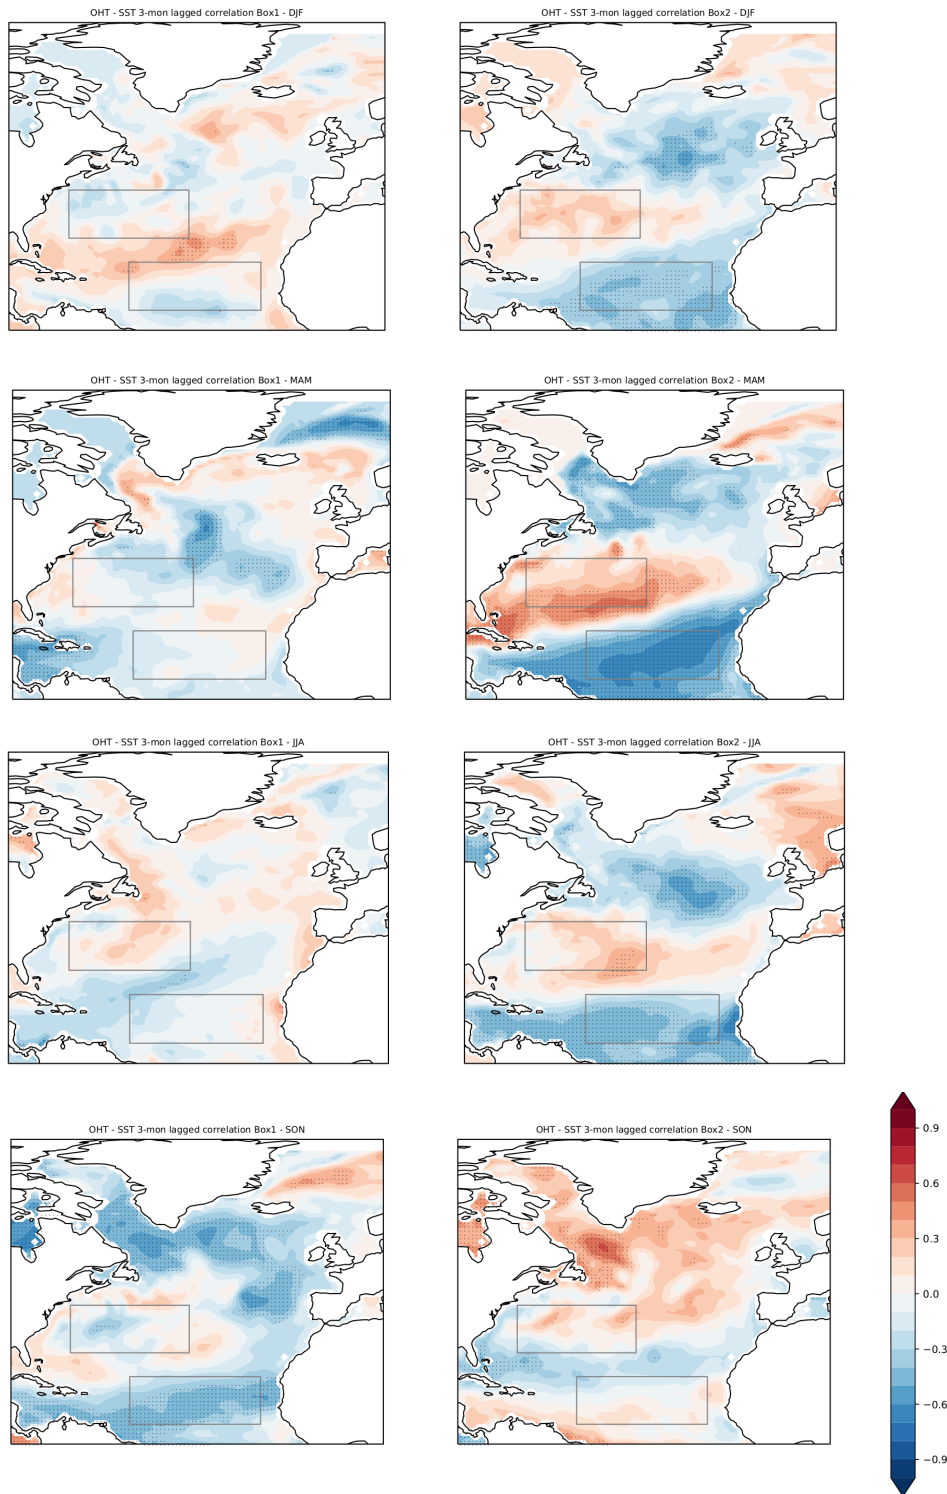 OHT - SST 3-mon lagged correlation Box1 - DJF
OHT - SST 3-mon lagged correlation Box2 - DJF
OHT - SST 3-mon lagged correlation Box1 - MAM
OHT - SST 3-mon lagged correlation Box2 - MAM
OHT - SST 3-mon lagged correlation Box1 - JJA
OHT - SST 3-mon lagged correlation Box2 - JJA
OHT - SST 3-mon lagged correlation Box1 - SON
OHT - SST 3-mon lagged correlation Box2 - SON
0.9
0.6
0.3
0.0
−0.3
−0.6
−0.9